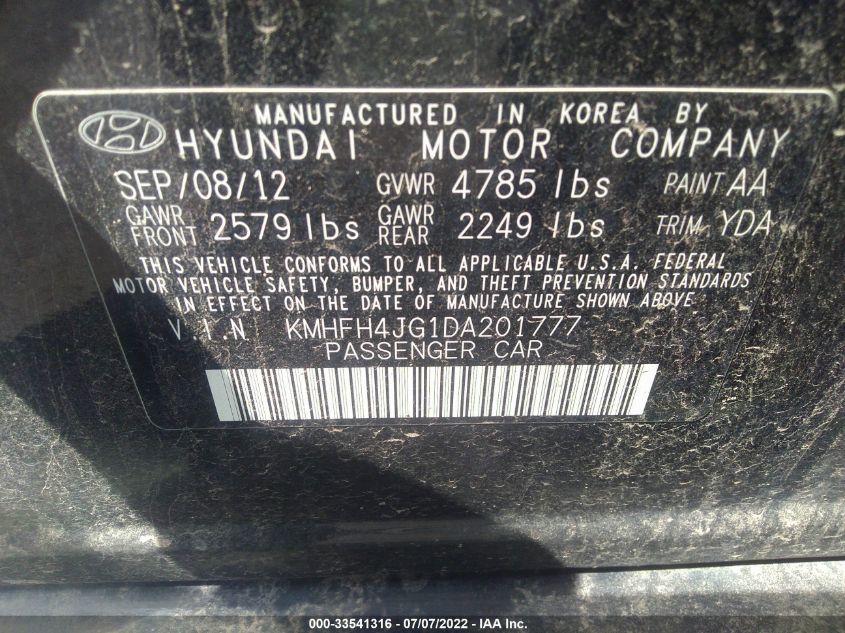 MANUFACTURED IN KOREA BY
HYUNDAI MOTOR COMPANY
SEP/08/12 GVWR 4785 lbs PAINT AA
GAWR FRONT 2579 lbs GAWR REAR 2249 lbs TRIM YDA
THIS VEHICLE CONFORMS TO ALL APPLICABLE U.S.A. FEDERAL
MOTOR VEHICLE SAFETY, BUMPER, AND THEFT PREVENTION STANDARDS
IN EFFECT ON THE DATE OF MANUFACTURE SHOWN ABOVE
V.I.N KMHFH4JG1DA201777
PASSENGER CAR
000-33541316 - 07/07/2022 - IAA Inc.